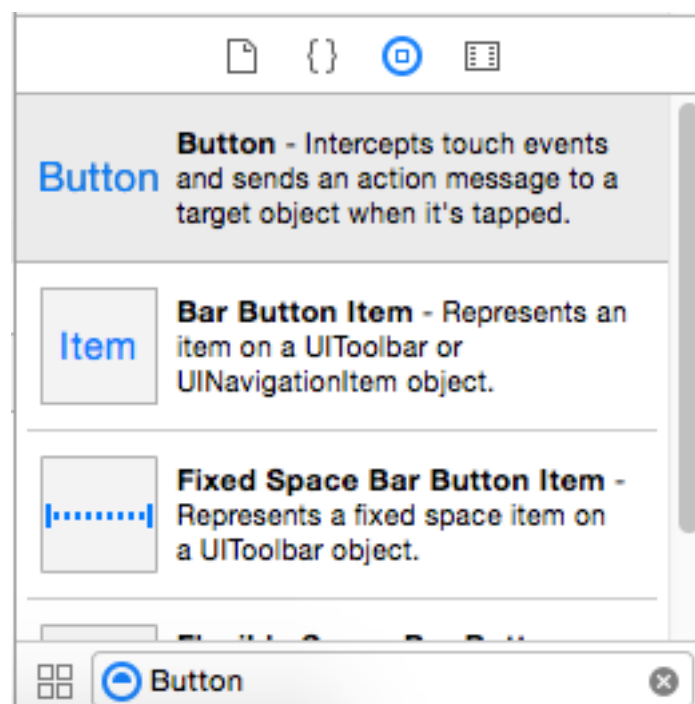 {}
Button
Button - Intercepts touch events
and sends an action message to a
target object when it's tapped.
Item
Bar Button Item - Represents an
item on a UIToolbar or
UINavigationItem object.
Fixed Space Bar Button Item -
Represents a fixed space item on
a UIToolbar object.
Button